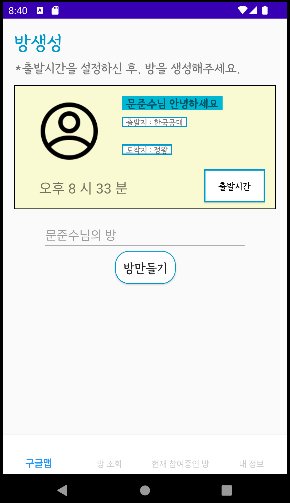 8:40
방생성
*출발시간을 설정하신 후, 방을 생성해주세요.
문준수님 안녕하세요
출발지 : 한국공대
도착지 : 정왕
오후 8 시 33 분
출발시간
문준수님의 방
방만들기
구글맵
방 조회
현재 참여중인 방
내 정보